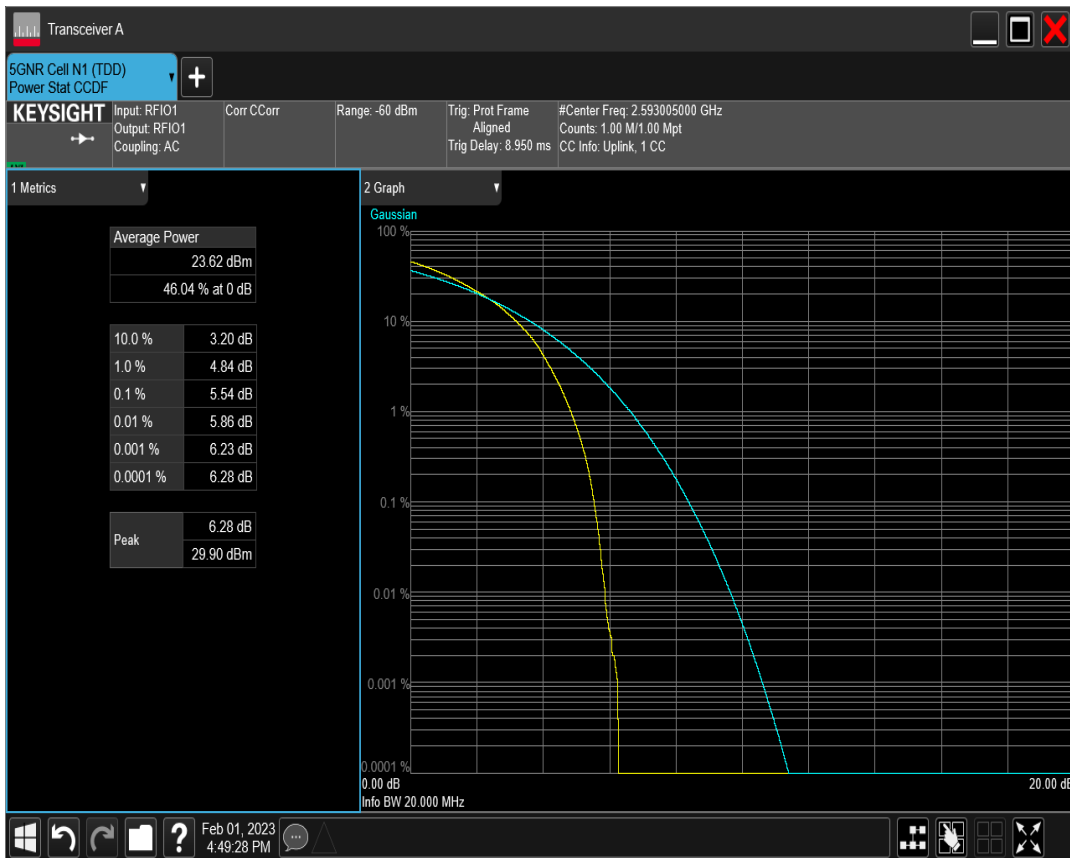 Transceiver A
5GNR Cell N1 (TDD)
Power Stat CCDF
KEYSIGHT
Input: RFIO1
Output: RFIO1
Coupling: AC
Corr CCorr
Range: -60 dBm
Trig: Prot Frame
Aligned
Trig Delay: 8.950 ms
#Center Freq: 2.593005000 GHz
Counts: 1.00 M/1.00 Mpt
CC Info: Uplink, 1 CC
1 Metrics
Average Power
23.62 dBm
46.04 % at 0 dB
10.0 % 3.20 dB
1.0 % 4.84 dB
0.1 % 5.54 dB
0.01 % 5.86 dB
0.001 % 6.23 dB
0.0001 % 6.28 dB
Peak
6.28 dB
29.90 dBm
2 Graph
Gaussian
100 %
10 %
1 %
0.1 %
0.01 %
0.001 %
0.0001 %
0.00 dB
20.00 dB
Info BW 20.000 MHz
?
Feb 01, 2023
4:49:28 PM